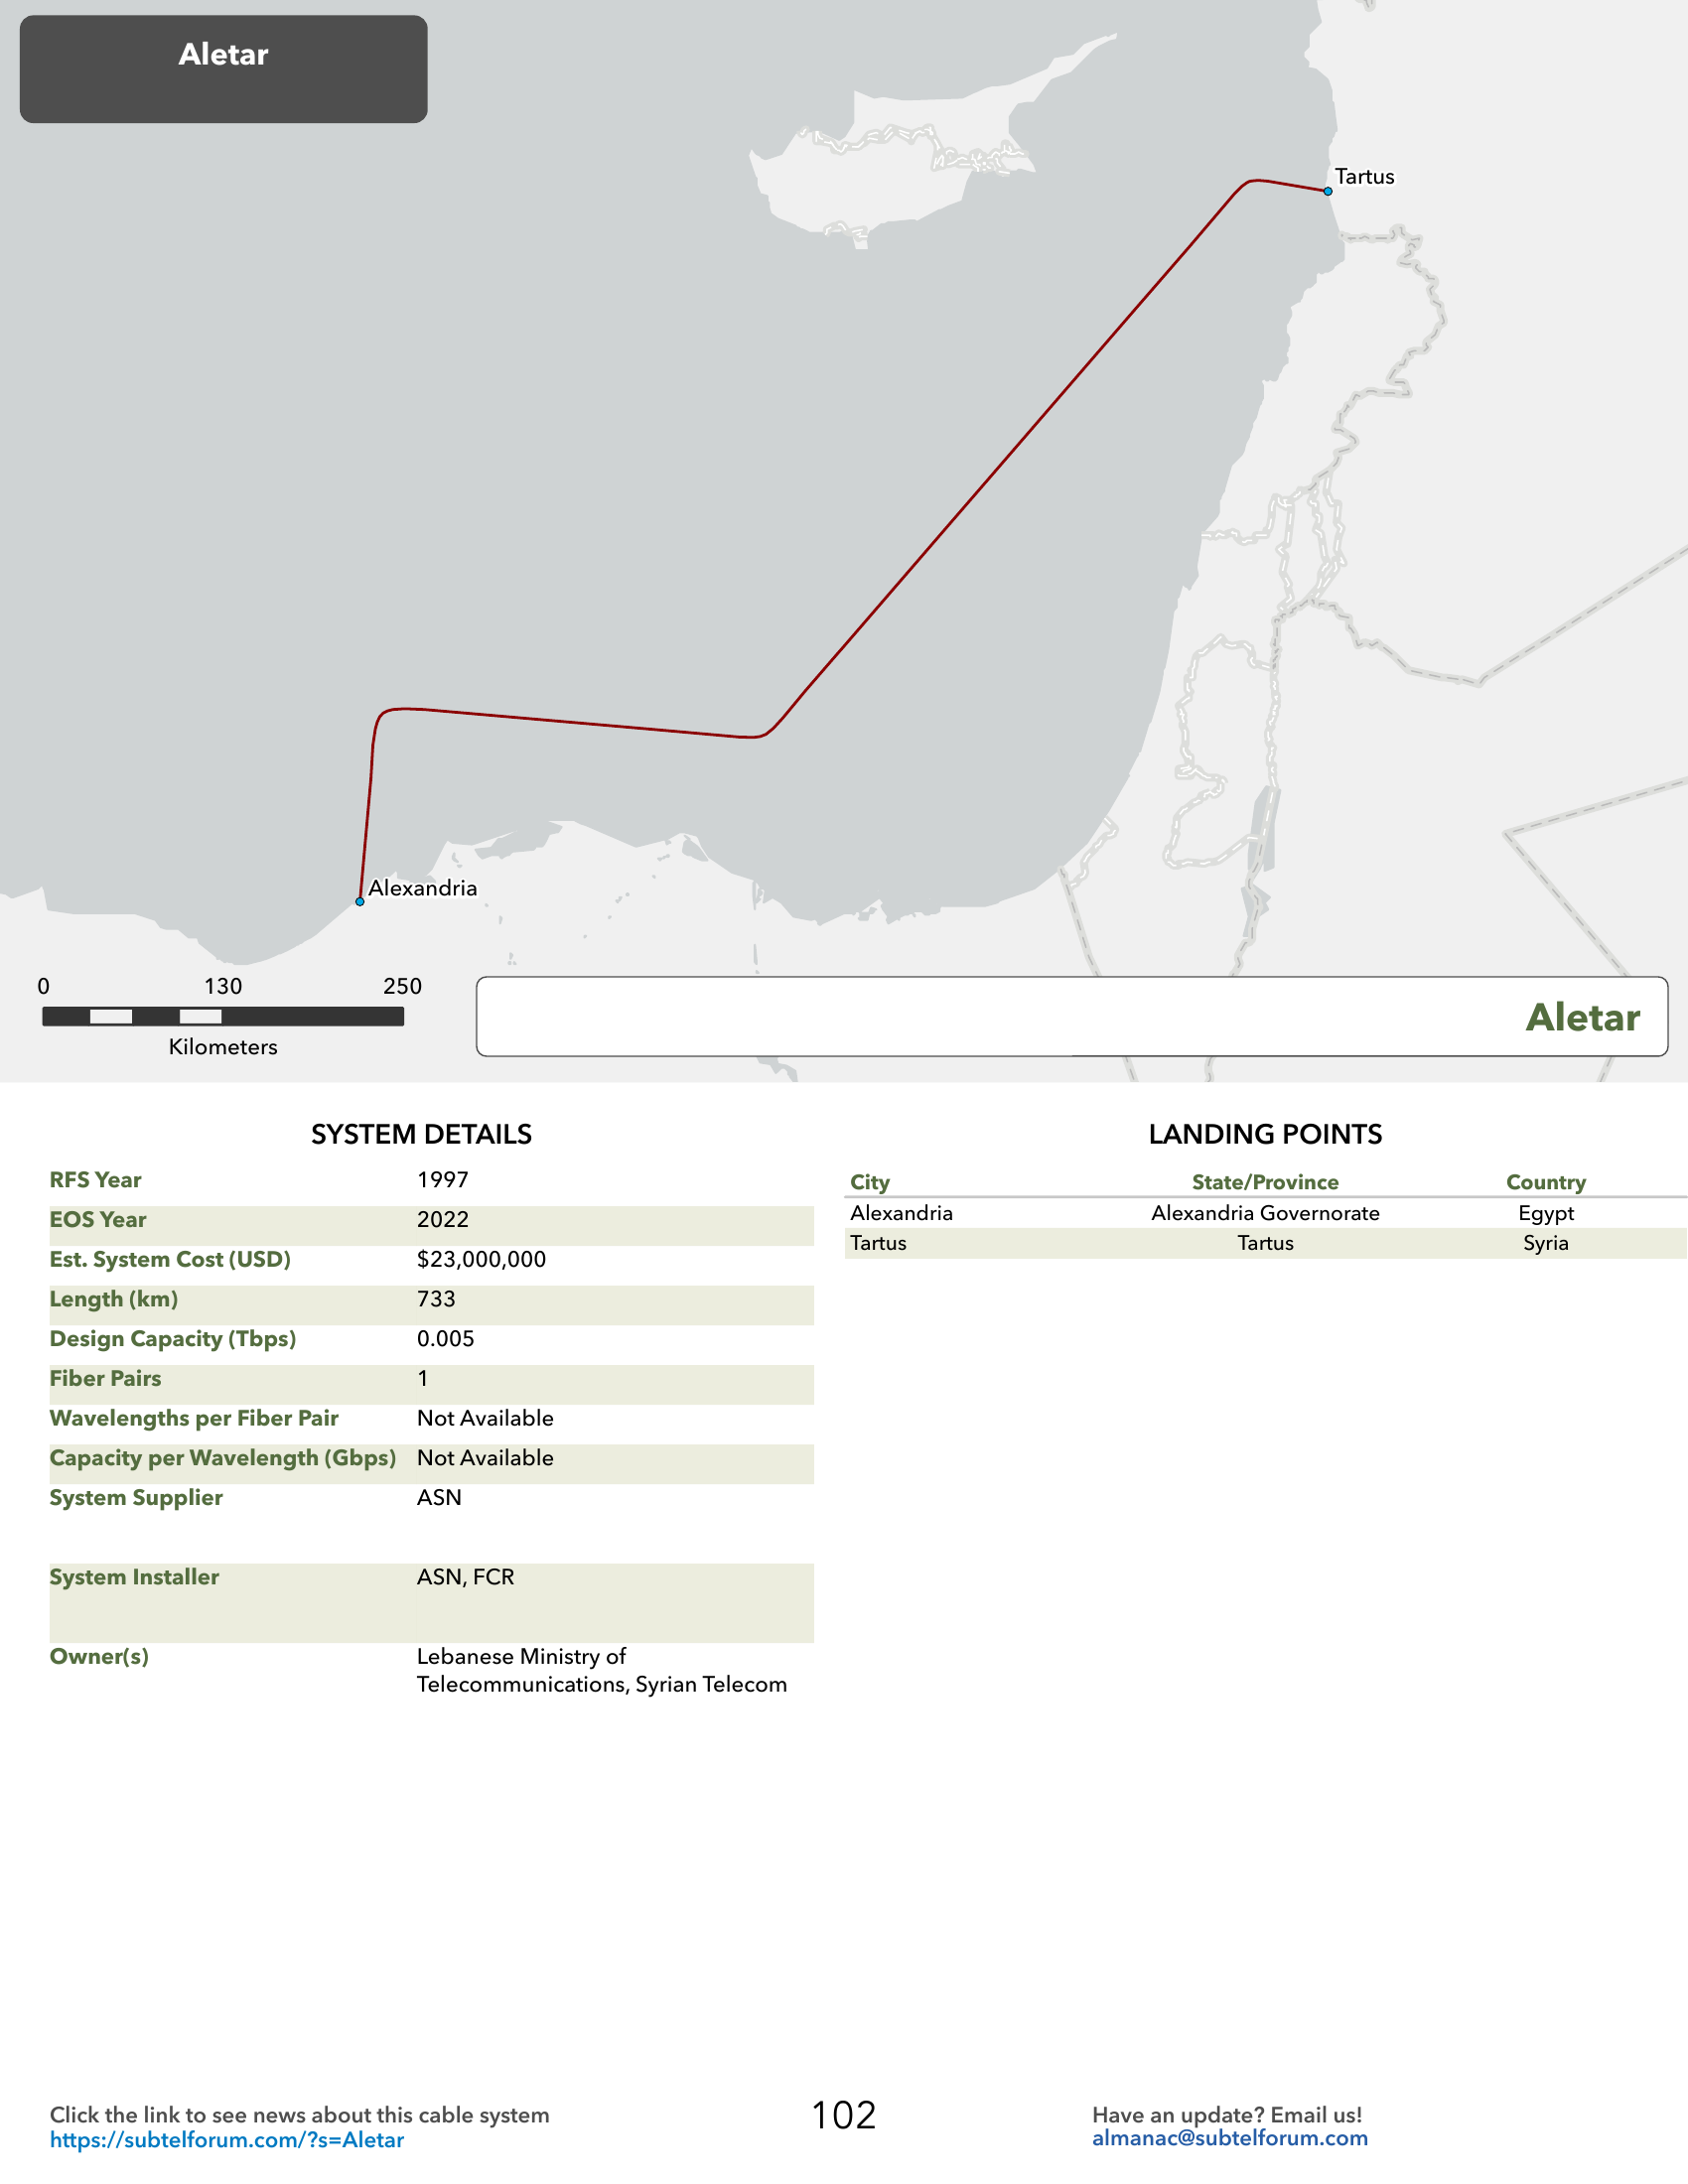 Aletar
Tartus
Alexandria
0 130 250
Kilometers
Aletar
SYSTEM DETAILS
RFS Year 1997
EOS Year 2022
Est. System Cost (USD) $23,000,000
Length (km) 733
Design Capacity (Tbps) 0.005
Fiber Pairs 1
Wavelengths per Fiber Pair Not Available
Capacity per Wavelength (Gbps) Not Available
System Supplier ASN
System Installer ASN, FCR
Owner(s) Lebanese Ministry of
Telecommunications, Syrian Telecom
LANDING POINTS
City State/Province Country
Alexandria Alexandria Governorate Egypt
Tartus Tartus Syria
Click the link to see news about this cable system
https://subtelforum.com/?s=Aletar
102
Have an update? Email us!
almanac@subtelforum.com